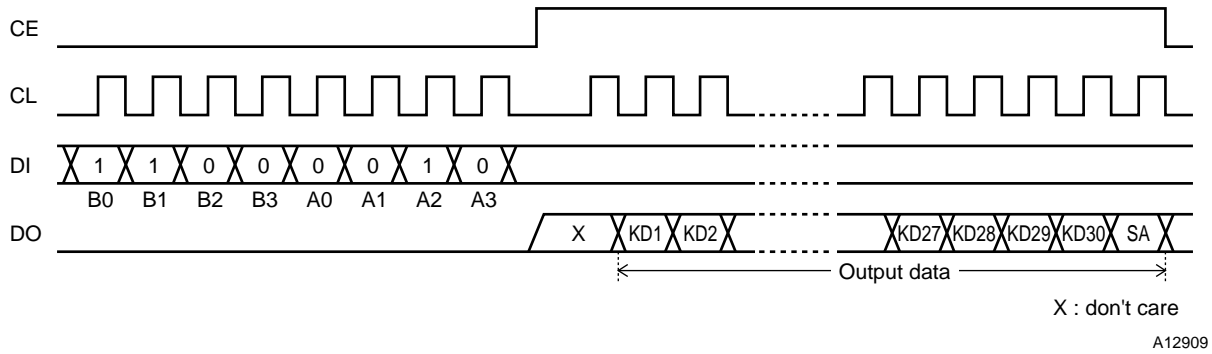 CE
CL
DI 1 1 0 0 0 0 1 0
B0 B1 B2 B3 A0 A1 A2 A3
DO X KD1 KD2 KD27 KD28 KD29 KD30 SA
Output data
X : don't care
A12909